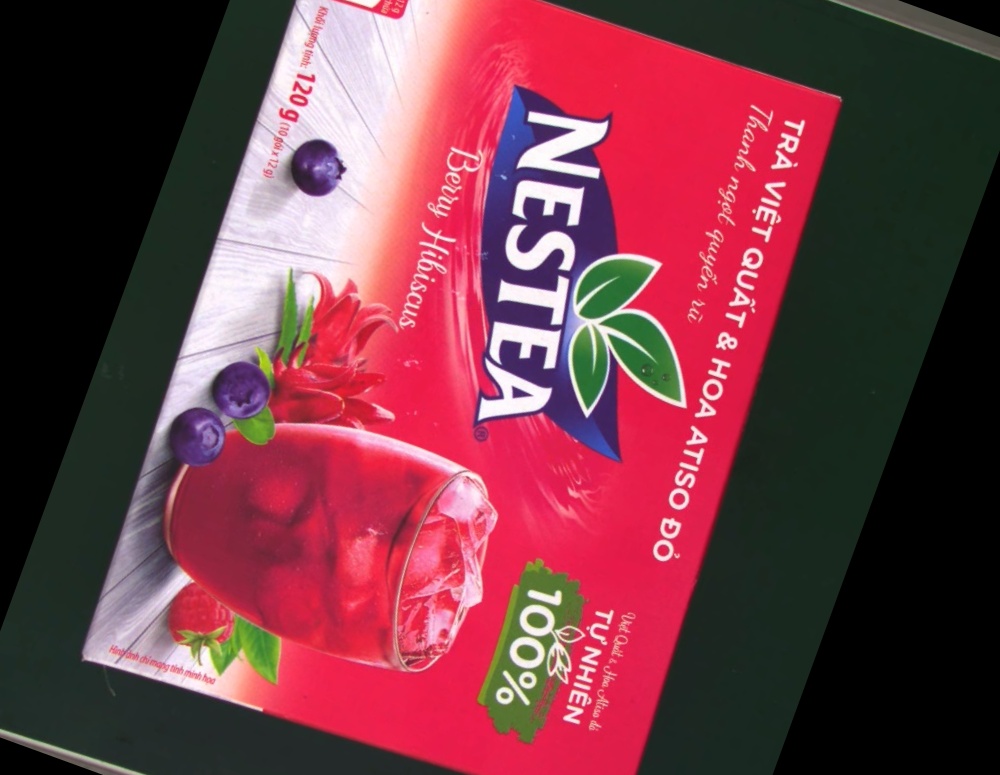 TRÀ VIỆT QUẤT & HOA ATISO ĐỎ
Thanh ngọt quyến rũ
NESTEA®
Berry Hibiscus
Việt Quất & Hoa Atiso đỏ
TỰ NHIÊN
100%
Khối lượng tịnh: 120 g (10 gói x 12 g)
12 g
Hình ảnh chỉ mang tính minh họa